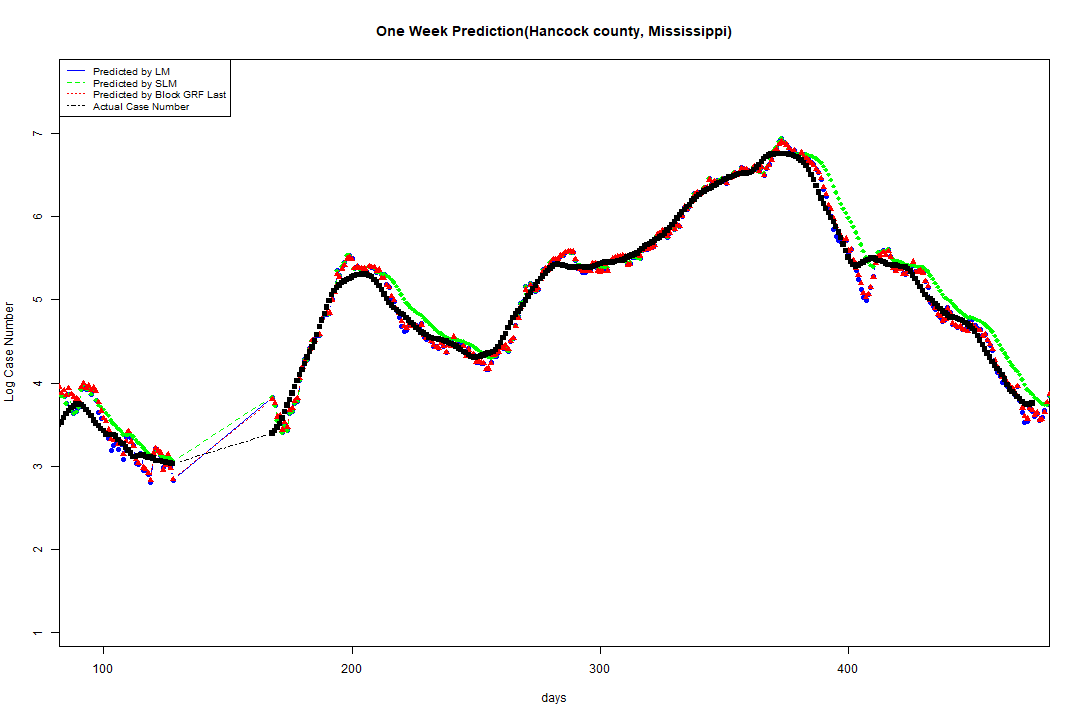 One Week Prediction(Hancock county, Mississippi)
Predicted by LM
Predicted by SLM
Predicted by Block GRF Last
Actual Case Number
7
6
5
4
3
2
1
Log Case Number
100 200 300 400
days